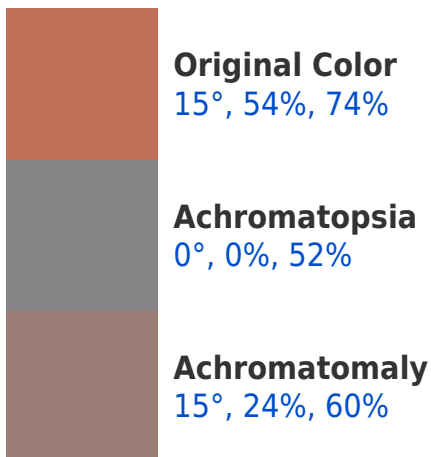 Original Color
15°, 54%, 74%
Achromatopsia
0°, 0%, 52%
Achromatomaly
15°, 24%, 60%